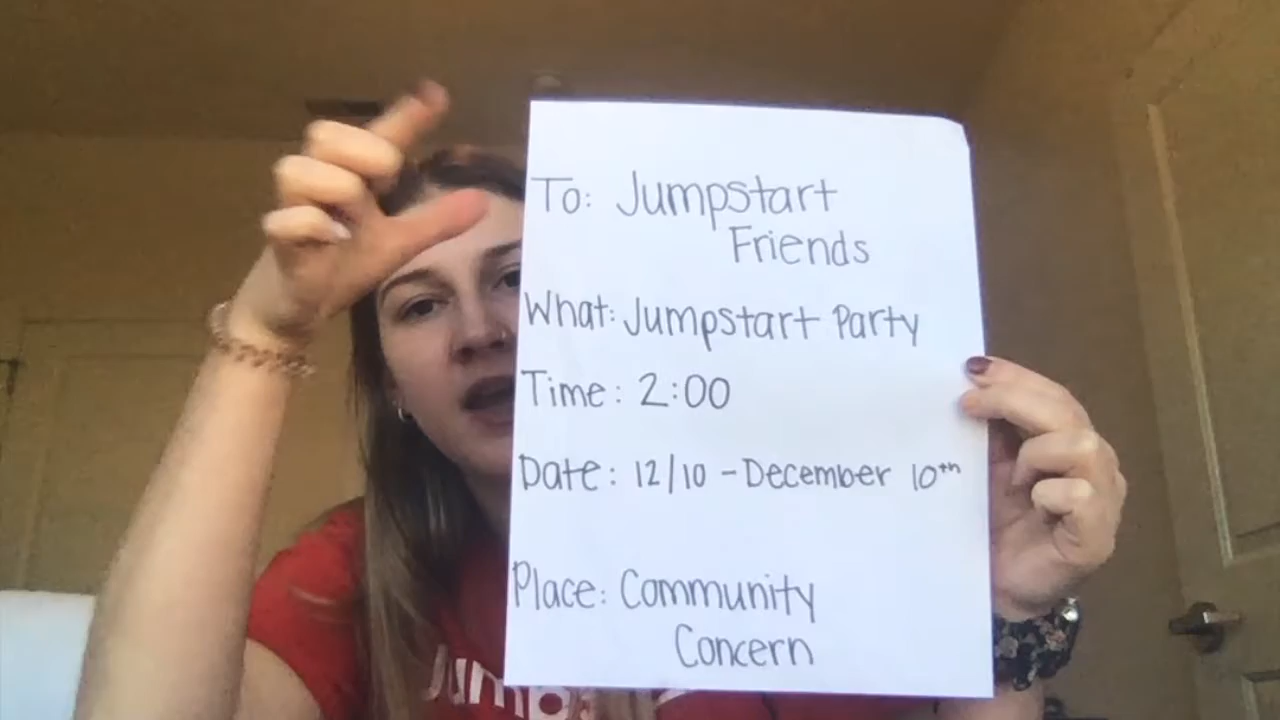 To: Jumpstart
Friends
What: Jumpstart Party
Time: 2:00
Date: 12/10 - December 10th
Place: Community
Concern